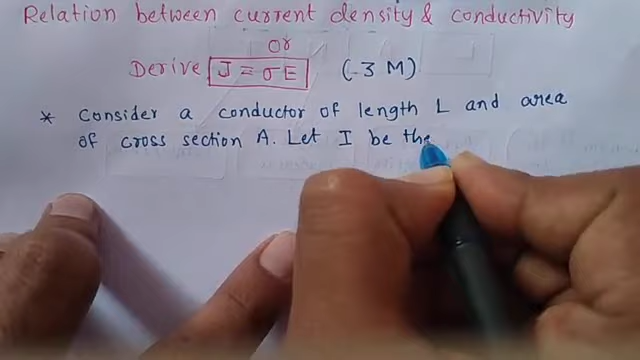 Relation between current density & conductivity
Or
Derive J = σE (-3 M)
* Consider a conductor of length L and area
of cross section A. Let I be the